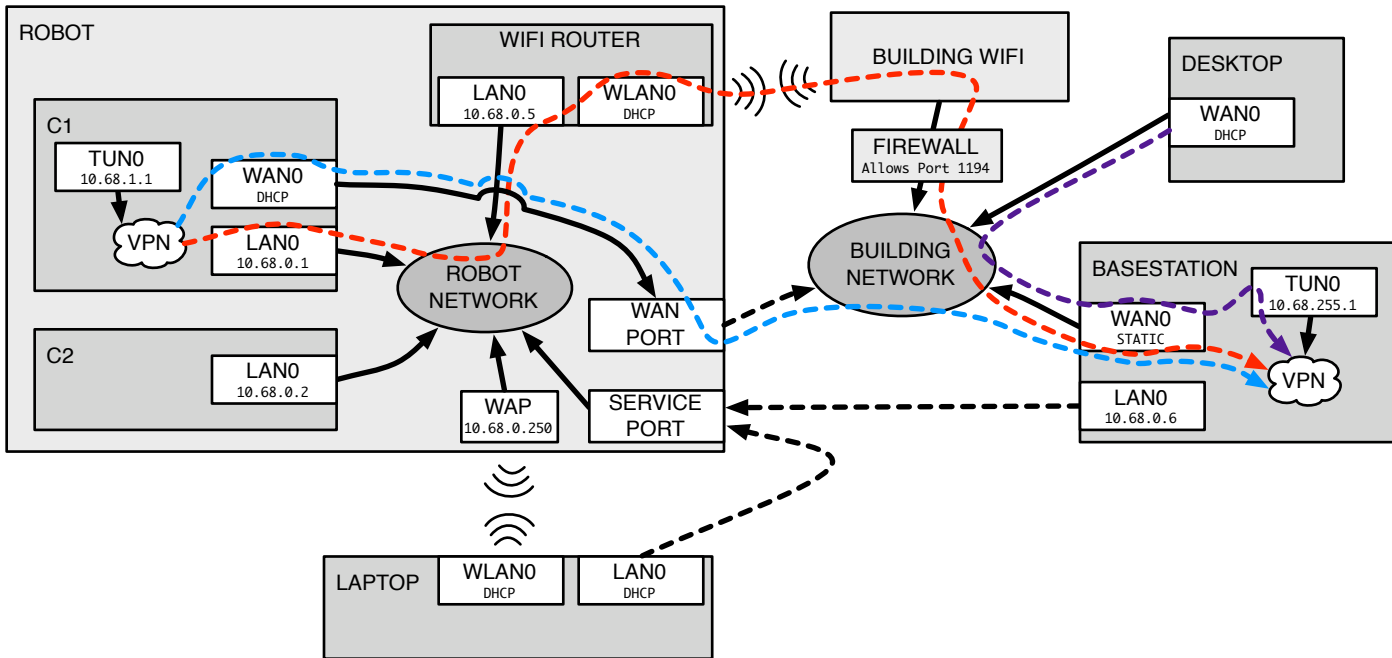 ROBOT
WIFI ROUTER
LAN0
10.68.0.5
WLAN0
DHCP
C1
TUN0
10.68.1.1
VPN
WAN0
DHCP
LAN0
10.68.0.1
ROBOT
NETWORK
WAN
PORT
C2
LAN0
10.68.0.2
WAP
10.68.0.250
SERVICE
PORT
BUILDING WIFI
FIREWALL
Allows Port 1194
BUILDING
NETWORK
DESKTOP
WAN0
DHCP
BASESTATION
TUN0
10.68.255.1
WAN0
STATIC
VPN
LAN0
10.68.0.6
LAPTOP
WLAN0
DHCP
LAN0
DHCP